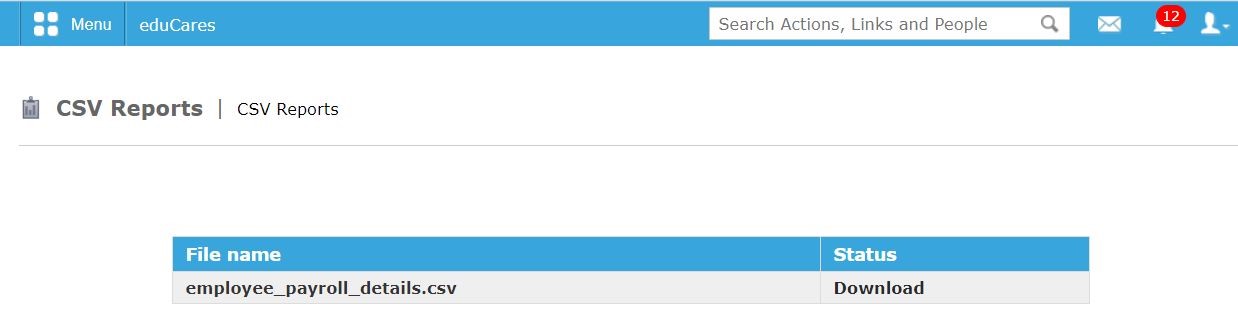 Menu eduCares Search Actions, Links and People 12
CSV Reports | CSV Reports
File name Status
employee_payroll_details.csv Download